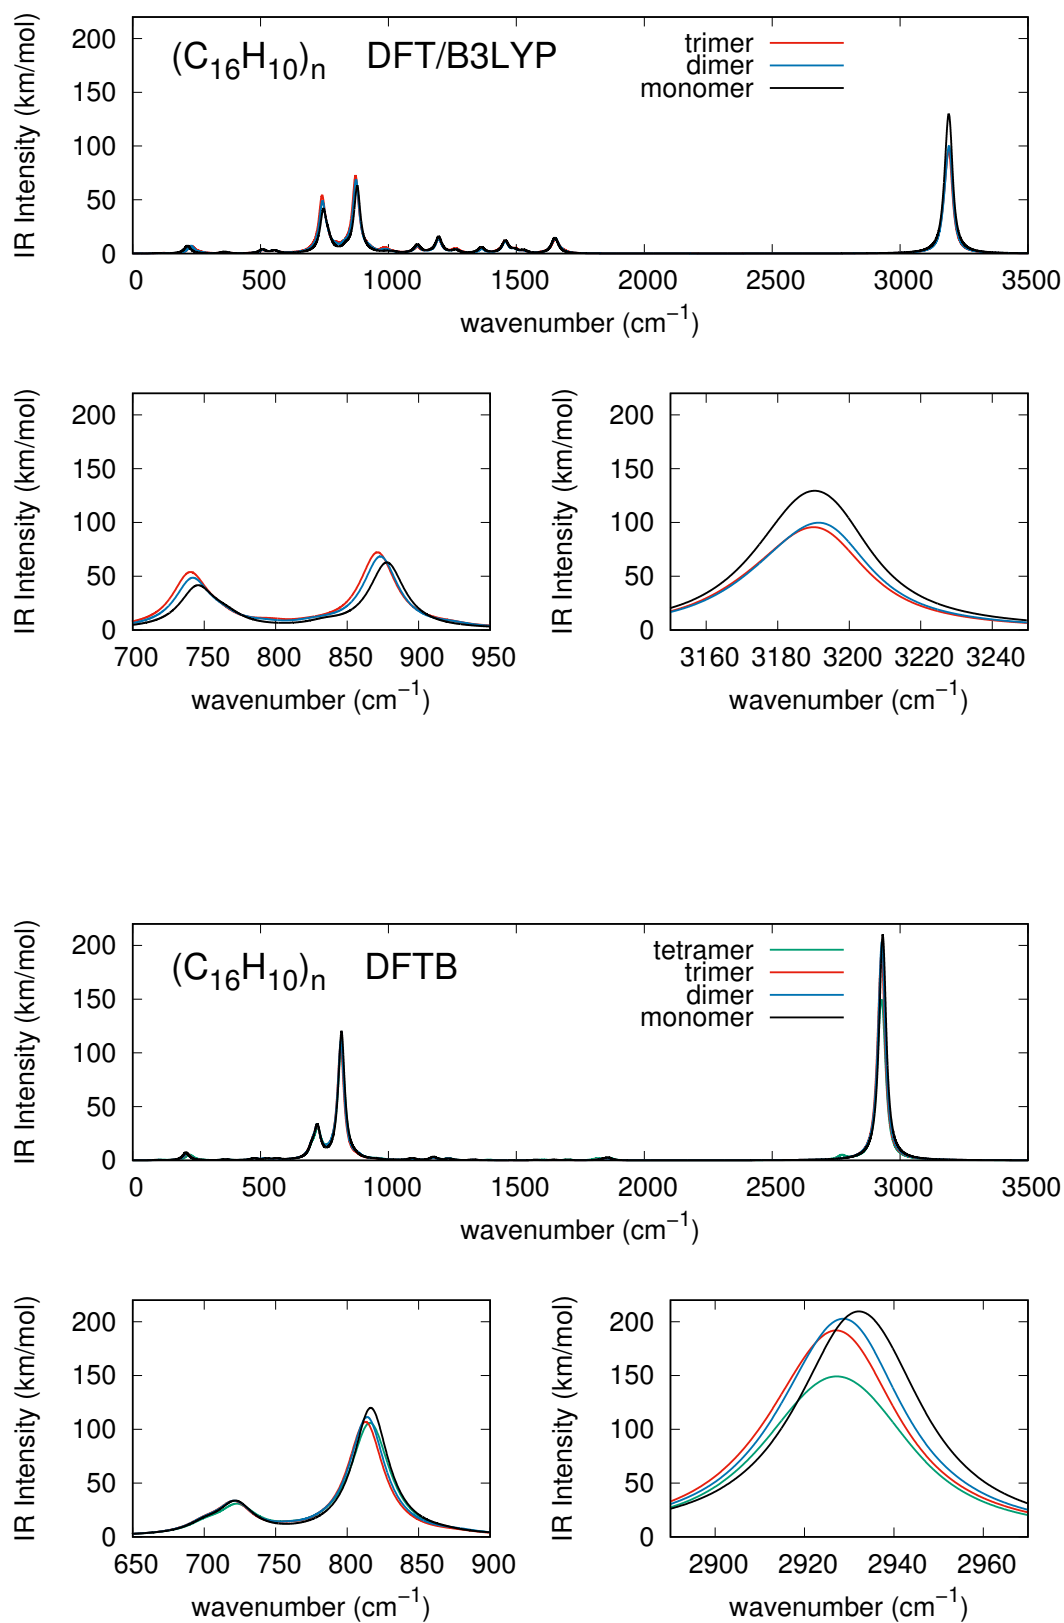 IR Intensity (km/mol)
200
150
100
50
0
(C₁₆H₁₀)ₙ DFT/B3LYP
trimer
dimer
monomer
0 500 1000 1500 2000 2500 3000 3500
wavenumber (cm⁻¹)
IR Intensity (km/mol)
200
150
100
50
0
700 750 800 850 900 950
wavenumber (cm⁻¹)
IR Intensity (km/mol)
200
150
100
50
0
3160 3180 3200 3220 3240
wavenumber (cm⁻¹)
IR Intensity (km/mol)
200
150
100
50
0
(C₁₆H₁₀)ₙ DFTB
tetramer
trimer
dimer
monomer
0 500 1000 1500 2000 2500 3000 3500
wavenumber (cm⁻¹)
IR Intensity (km/mol)
200
150
100
50
0
650 700 750 800 850 900
wavenumber (cm⁻¹)
IR Intensity (km/mol)
200
150
100
50
0
2900 2920 2940 2960
wavenumber (cm⁻¹)